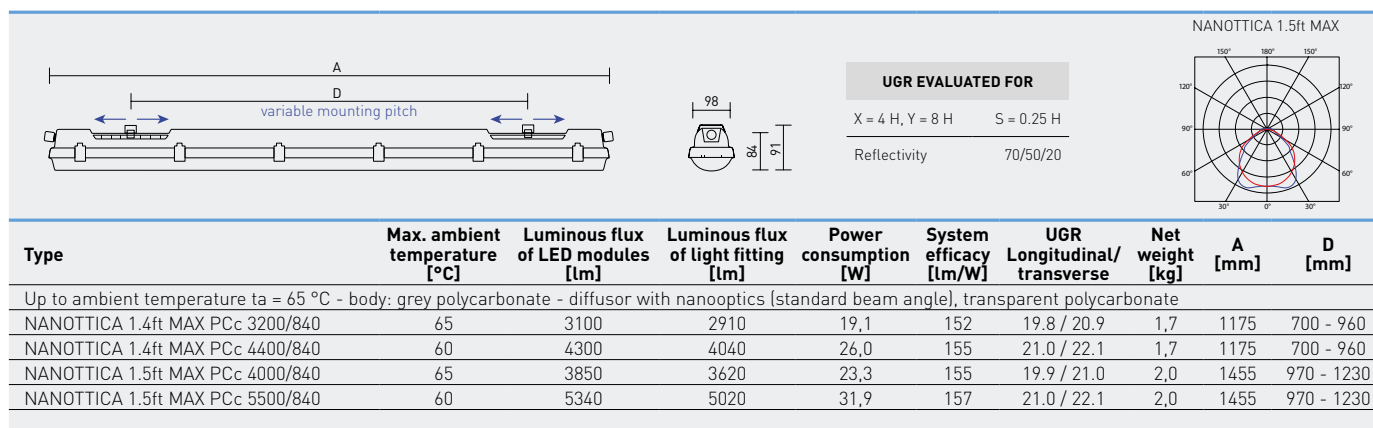 NANOTTICA 1.5ft MAX
150° 180° 150°
120° 120°
90° 90°
60° 60°
30° 0° 30°
A
D
variable mounting pitch
98
84
91
UGR EVALUATED FOR
X = 4 H, Y = 8 H S = 0.25 H
Reflectivity 70/50/20
Type Max. ambient temperature [°C] Luminous flux of LED modules [lm] Luminous flux of light fitting [lm] Power consumption [W] System efficacy [lm/W] UGR Longitudinal/ transverse Net weight [kg] A [mm] D [mm]
Up to ambient temperature ta = 65 °C - body: grey polycarbonate - diffusor with nanooptics (standard beam angle), transparent polycarbonate
NANOTTICA 1.4ft MAX PCc 3200/840 65 3100 2910 19,1 152 19.8 / 20.9 1,7 1175 700 - 960
NANOTTICA 1.4ft MAX PCc 4400/840 60 4300 4040 26,0 155 21.0 / 22.1 1,7 1175 700 - 960
NANOTTICA 1.5ft MAX PCc 4000/840 65 3850 3620 23,3 155 19.9 / 21.0 2,0 1455 970 - 1230
NANOTTICA 1.5ft MAX PCc 5500/840 60 5340 5020 31,9 157 21.0 / 22.1 2,0 1455 970 - 1230